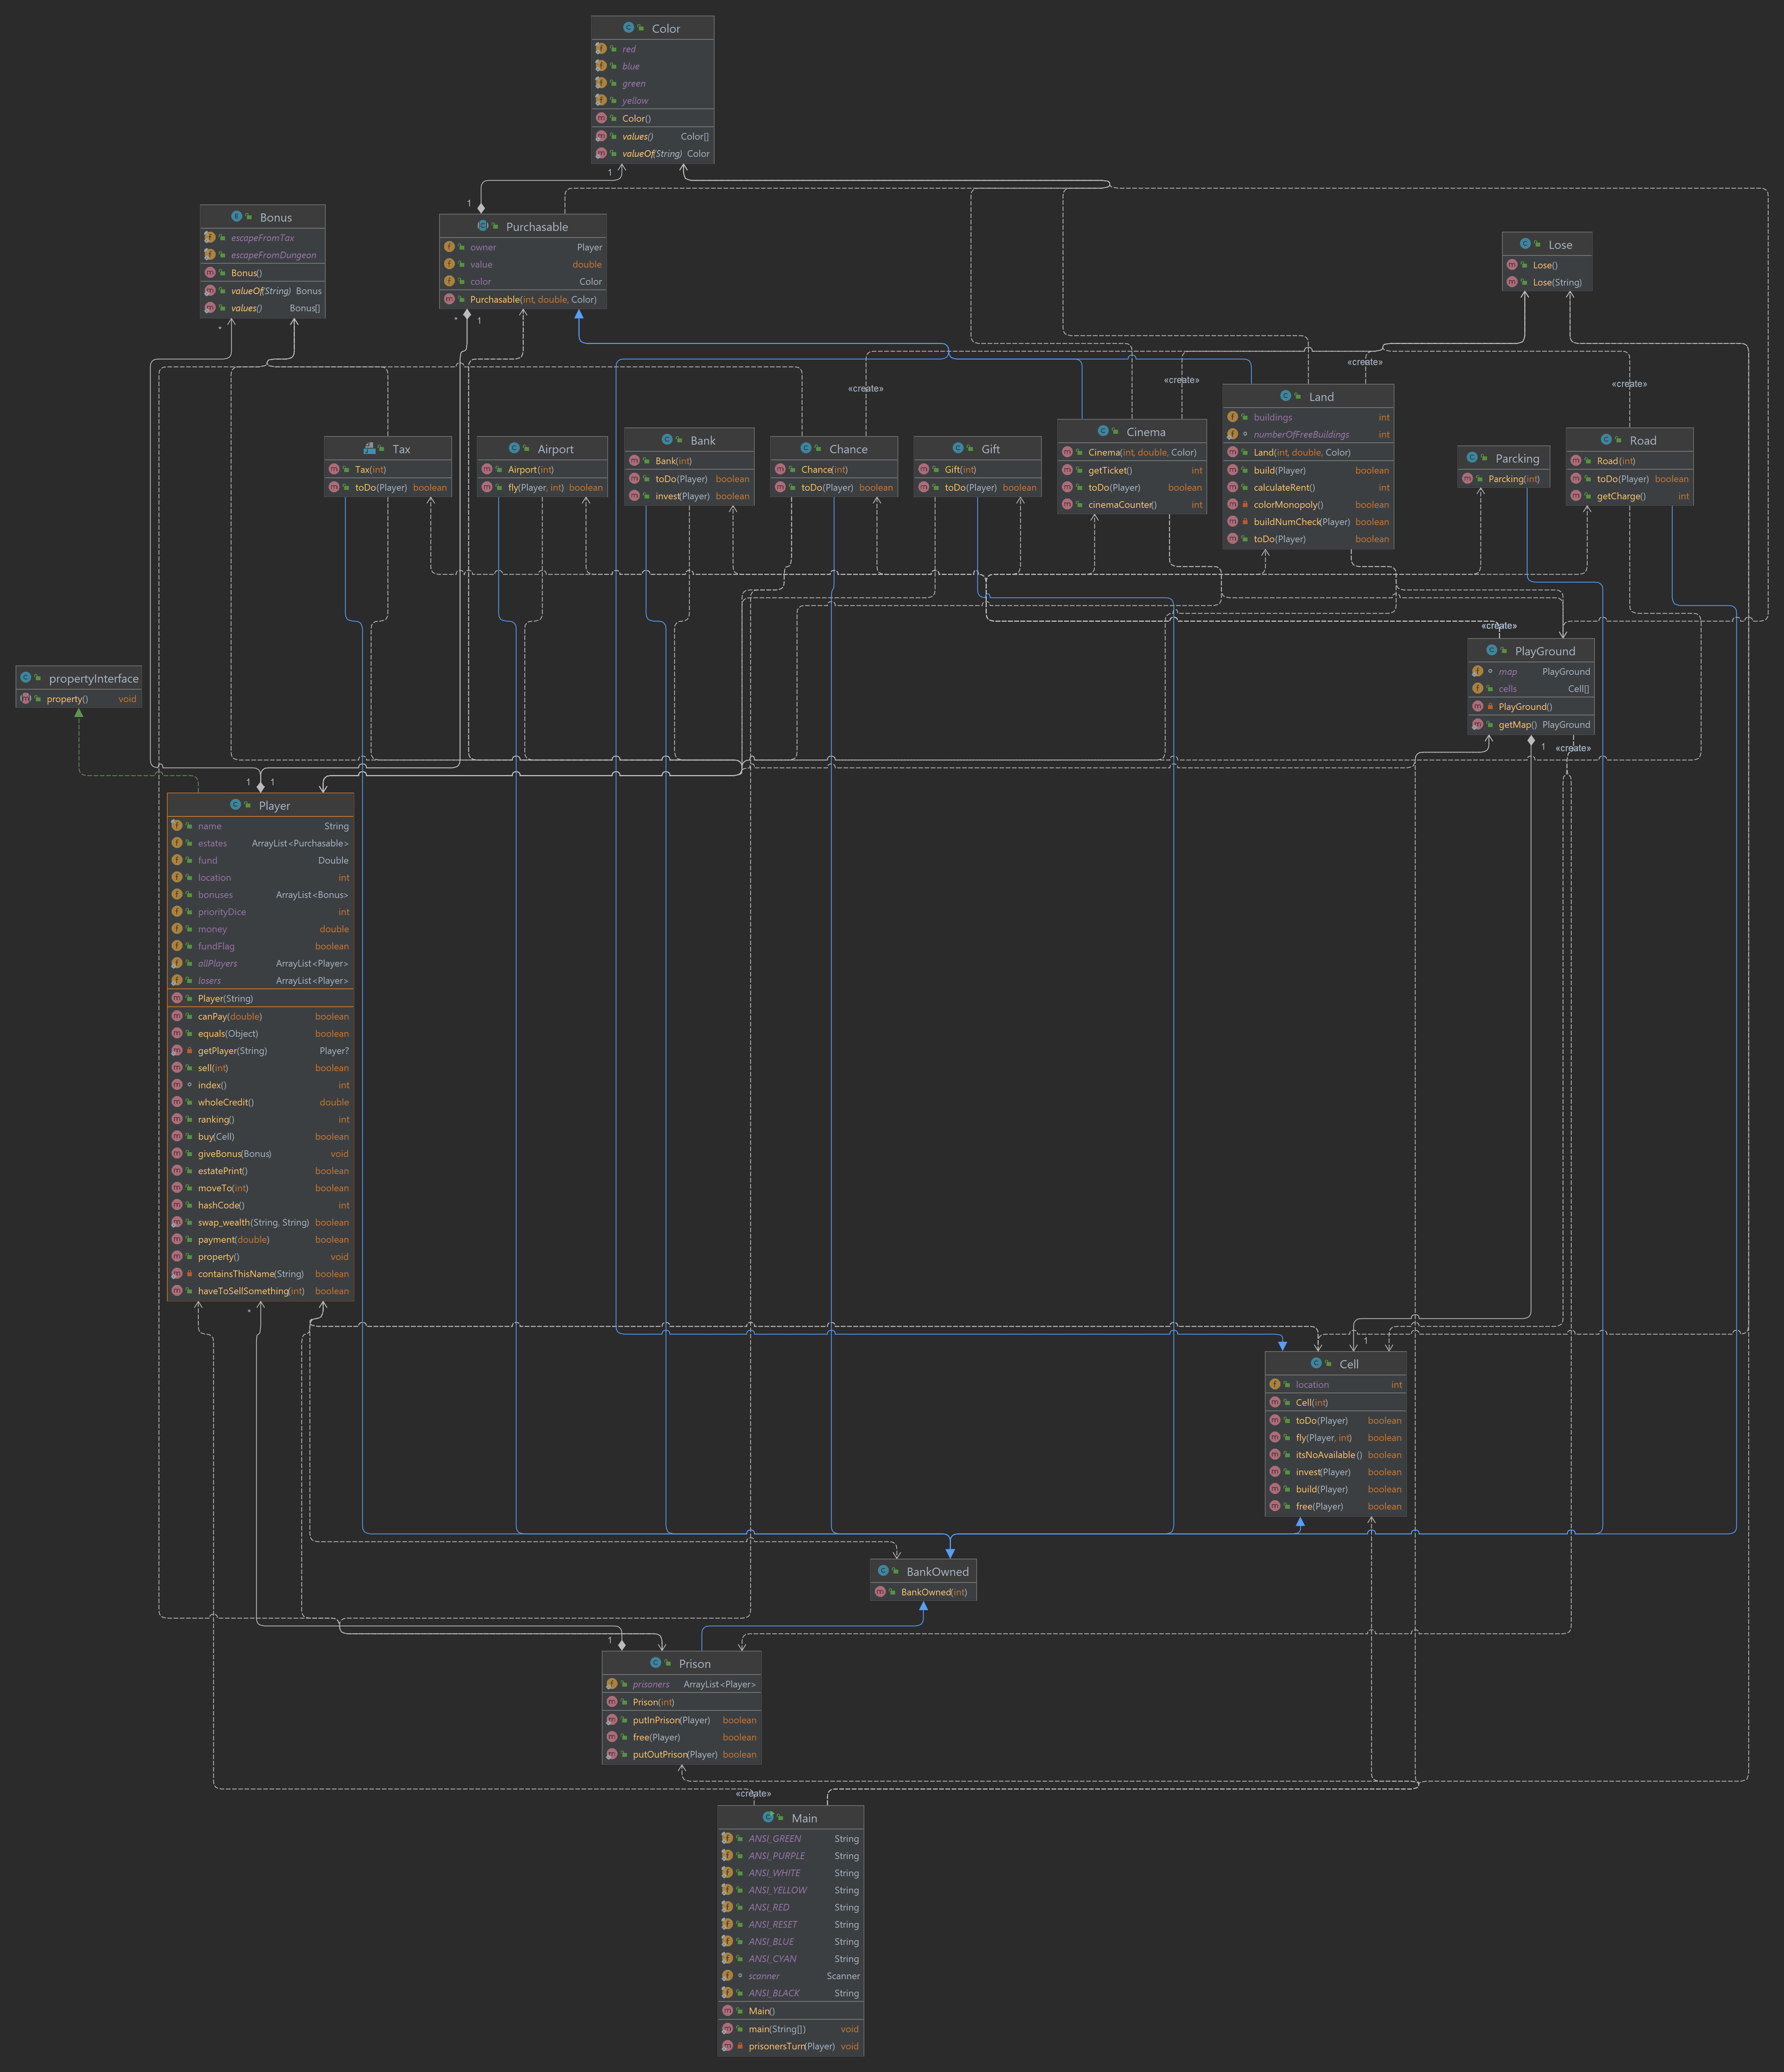 Color
red
blue
green
yellow
Color()
values() Color[]
valueOf(String) Color
1
1
Bonus
escapeFromTax
escapeFromDungeon
Bonus()
valueOf(String) Bonus
values() Bonus[]
*
Purchasable
owner Player
value double
color Color
Purchasable(int, double, Color)
* 1
Lose
Lose()
Lose(String)
«create»
«create»
«create»
«create»
Tax
Tax(int)
toDo(Player) boolean
Airport
Airport(int)
fly(Player, int) boolean
Bank
Bank(int)
toDo(Player) boolean
invest(Player) boolean
Chance
Chance(int)
toDo(Player) boolean
Gift
Gift(int)
toDo(Player) boolean
Cinema
Cinema(int, double, Color)
getTicket() int
toDo(Player) boolean
cinemaCounter() int
Land
buildings int
numberOfFreeBuildings int
Land(int, double, Color)
build(Player) boolean
calculateRent() int
colorMonopoly() boolean
buildNumCheck(Player) boolean
toDo(Player) boolean
Parcking
Parcking(int)
Road
Road(int)
toDo(Player) boolean
getCharge() int
«create»
propertyInterface
property() void
PlayGround
map PlayGround
cells Cell[]
PlayGround()
getMap() PlayGround
1
«create»
1 1
Player
name String
estates ArrayList<Purchasable>
fund Double
location int
bonuses ArrayList<Bonus>
priorityDice int
money double
fundFlag boolean
allPlayers ArrayList<Player>
losers ArrayList<Player>
Player(String)
canPay(double) boolean
equals(Object) boolean
getPlayer(String) Player?
sell(int) boolean
index() int
wholeCredit() double
ranking() int
buy(Cell) boolean
giveBonus(Bonus) void
estatePrint() boolean
moveTo(int) boolean
hashCode() int
swap_wealth(String, String) boolean
payment(double) boolean
property() void
containsThisName(String) boolean
haveToSellSomething(int) boolean
*
1
Cell
location int
Cell(int)
toDo(Player) boolean
fly(Player, int) boolean
itsNoAvailable() boolean
invest(Player) boolean
build(Player) boolean
free(Player) boolean
BankOwned
BankOwned(int)
1
Prison
prisoners ArrayList<Player>
Prison(int)
putInPrison(Player) boolean
free(Player) boolean
putOutPrison(Player) boolean
«create»
Main
ANSI_GREEN String
ANSI_PURPLE String
ANSI_WHITE String
ANSI_YELLOW String
ANSI_RED String
ANSI_RESET String
ANSI_BLUE String
ANSI_CYAN String
scanner Scanner
ANSI_BLACK String
Main()
main(String[]) void
prisonersTurn(Player) void